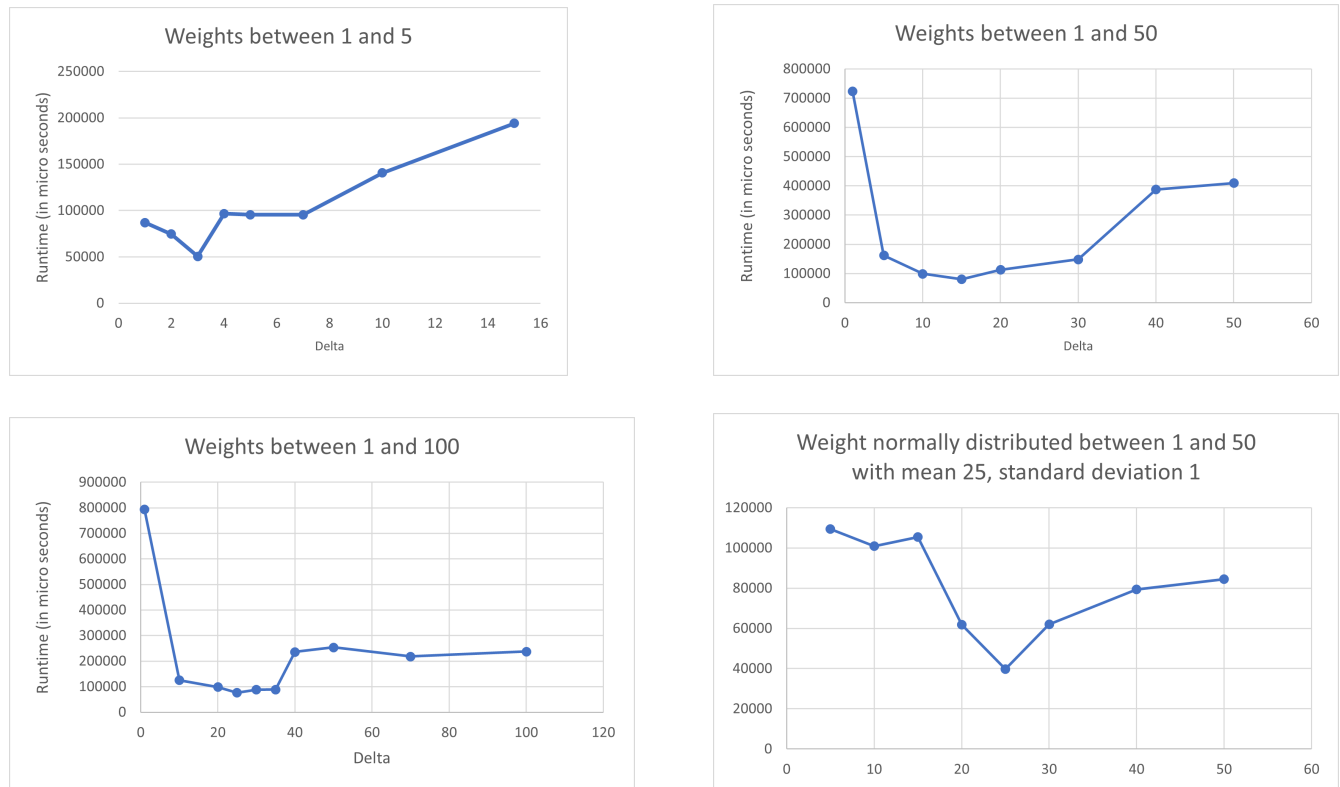 Weights between 1 and 5
Runtime (in micro seconds)
250000
200000
150000
100000
50000
0
0 2 4 6 8 10 12 14 16
Delta
Weights between 1 and 50
Runtime (in micro seconds)
800000
700000
600000
500000
400000
300000
200000
100000
0
0 10 20 30 40 50 60
Delta
Weights between 1 and 100
Runtime (in micro seconds)
900000
800000
700000
600000
500000
400000
300000
200000
100000
0
0 20 40 60 80 100 120
Delta
Weight normally distributed between 1 and 50
with mean 25, standard deviation 1
120000
100000
80000
60000
40000
20000
0
0 10 20 30 40 50 60